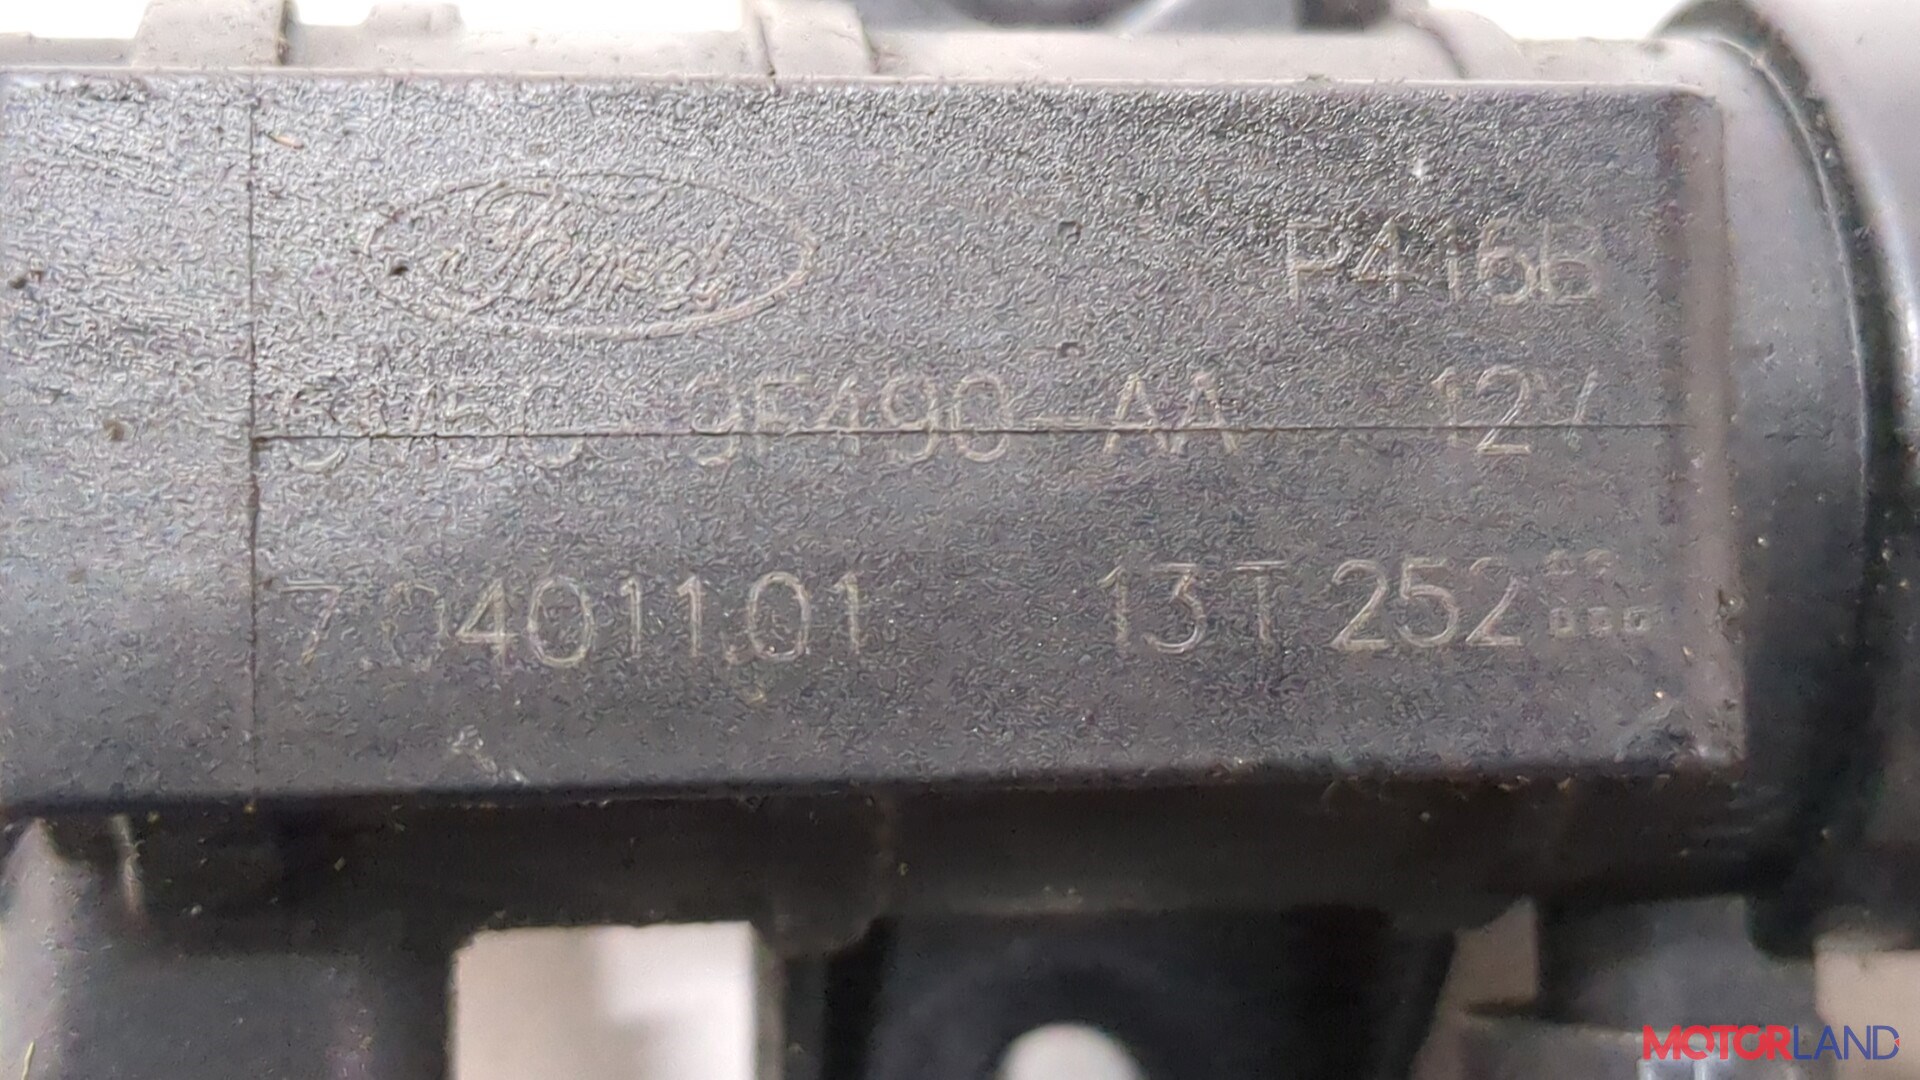 Ford P416B
9F490-AA 12V
7.04011.01 13T 252
MOTORLAND